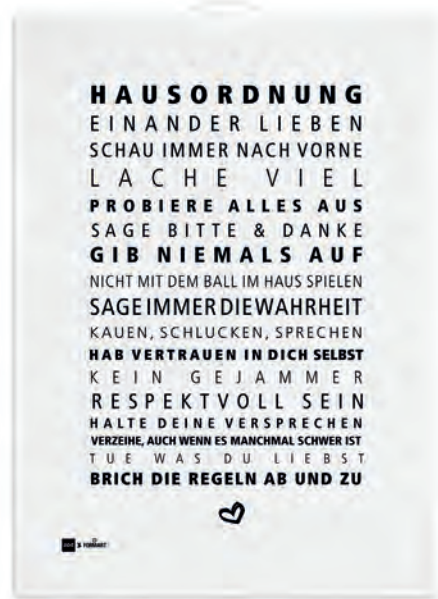 HAUSORDNUNG
EINANDER LIEBEN
SCHAU IMMER NACH VORNE
LACHE VIEL
PROBIERE ALLES AUS
SAGE BITTE & DANKE
GIB NIEMALS AUF
NICHT MIT DEM BALL IM HAUS SPIELEN
SAGE IMMER DIE WAHRHEIT
KAUEN, SCHLUCKEN, SPRECHEN
HAB VERTRAUEN IN DICH SELBST
KEIN GEJAMMER
RESPEKTVOLL SEIN
HALTE DEINE VERSPRECHEN
VERZEIHE, AUCH WENN ES MANCHMAL SCHWER IST
TUE WAS DU LIEBST
BRICH DIE REGELN AB UND ZU